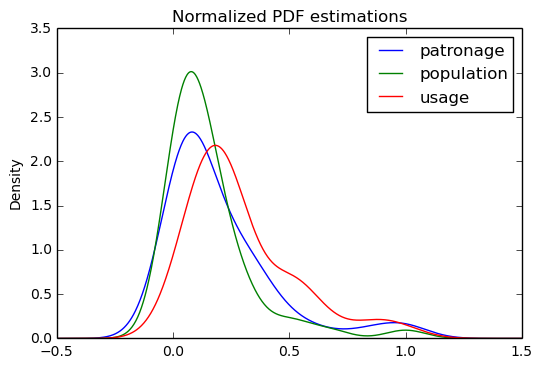 Normalized PDF estimations
3.5
3.0
2.5
2.0
1.5
1.0
0.5
0.0
Density
patronage
population
usage
−0.5 0.0 0.5 1.0 1.5